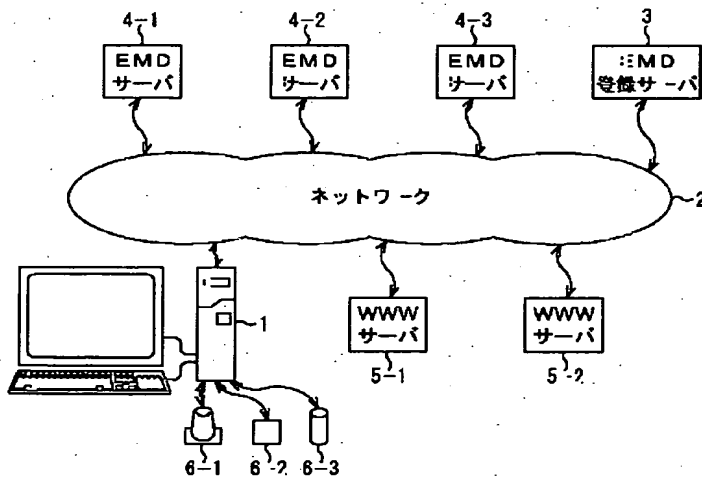 4-1
4-2
4-3
3
EMD
サーバ
EMD
サーバ
EMD
サーバ
EMD
登録サーバ
ネットワーク
2
1
WWW
サーバ
WWW
サーバ
5-1
5-2
6-1
6-2
6-3